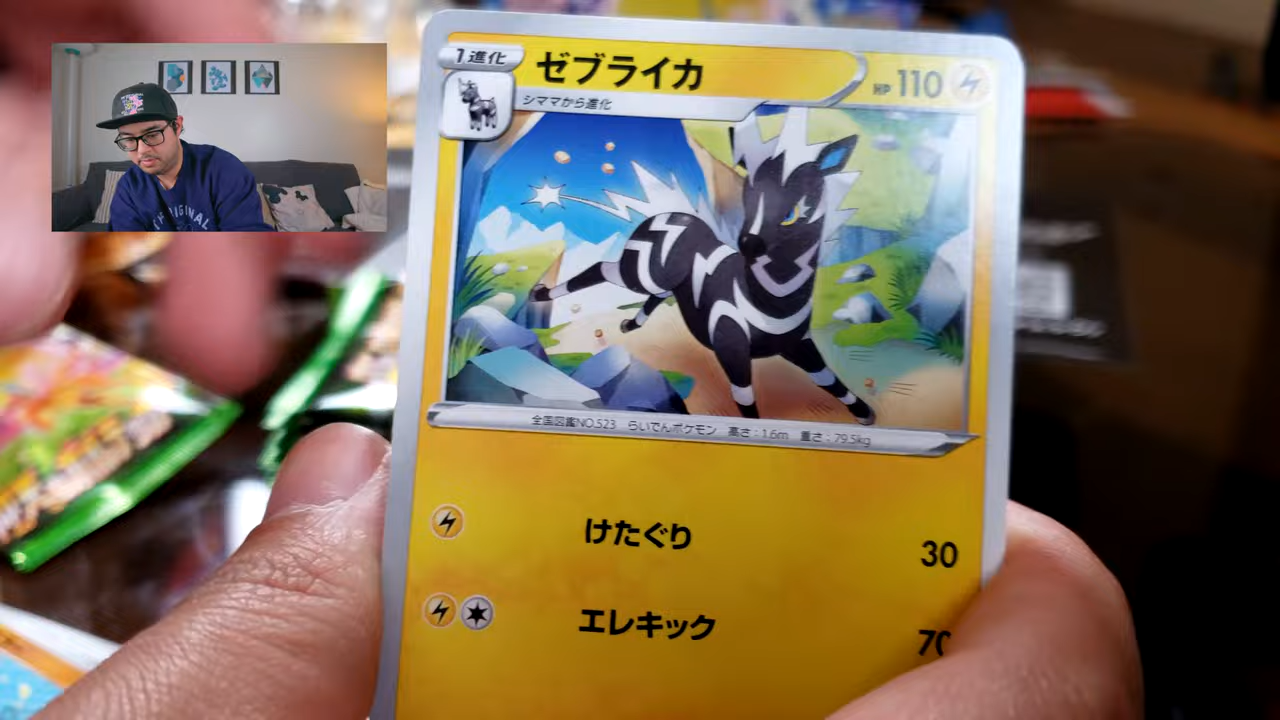 1進化
ゼブライカ
HP 110
シママから進化
全国図鑑NO.523 らいでんポケモン 高さ:1.6m 重さ:79.5kg
けたぐり
30
エレキック
70